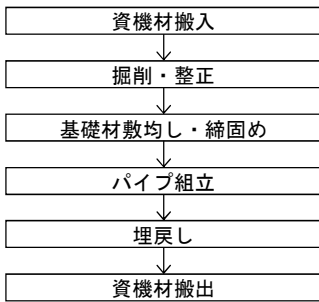 資機材搬入
掘削・整正
基礎材敷均し・締固め
パイプ組立
埋戻し
資機材搬出